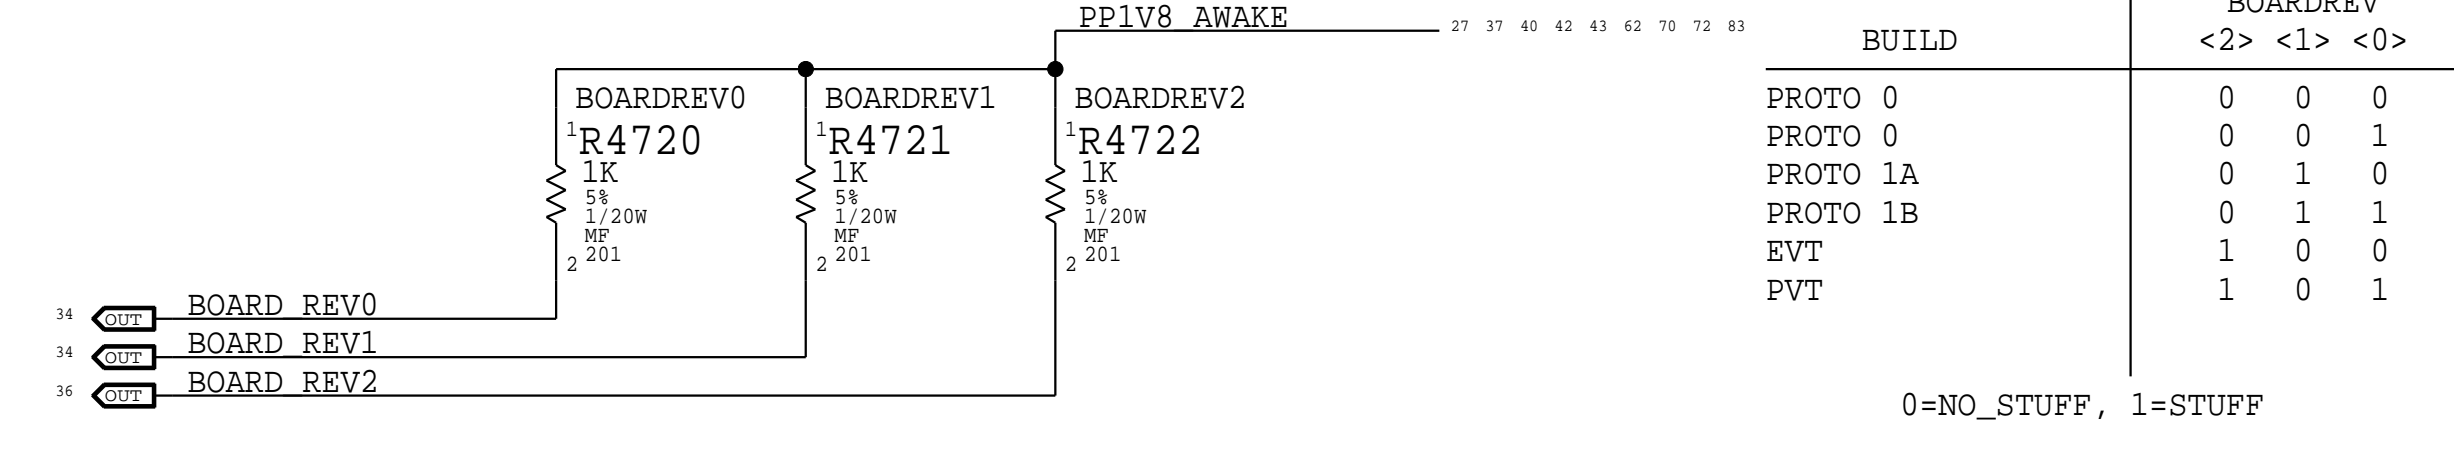 PP1V8_AWAKE 27 37 40 42 43 62 70 72 83
BOARDREV0
1
R4720
1K
5%
1/20W
MF
201
2
BOARDREV1
1
R4721
1K
5%
1/20W
MF
201
2
BOARDREV2
1
R4722
1K
5%
1/20W
MF
201
2
34 OUT BOARD_REV0
34 OUT BOARD_REV1
36 OUT BOARD_REV2
BOARDREV
BUILD <2> <1> <0>
PROTO 0 0 0 0
PROTO 0 0 0 1
PROTO 1A 0 1 0
PROTO 1B 0 1 1
EVT 1 0 0
PVT 1 0 1
0=NO_STUFF, 1=STUFF